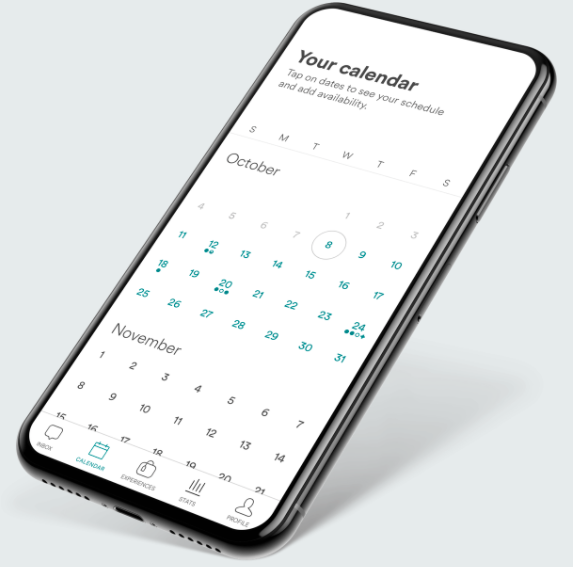 Your calendar
Tap on dates to see your schedule
and add availability.
S M T W T F S
October
1 2 3
4 5 6 7 8 9 10
11 12 13 14 15 16 17
18 19 20 21 22 23 24
25 26 27 28 29 30 31
November
1 2 3 4 5 6 7
8 9 10 11 12 13 14
15 16 17 18 19 20 21
INBOX CALENDAR EXPERIENCES STATS PROFILE